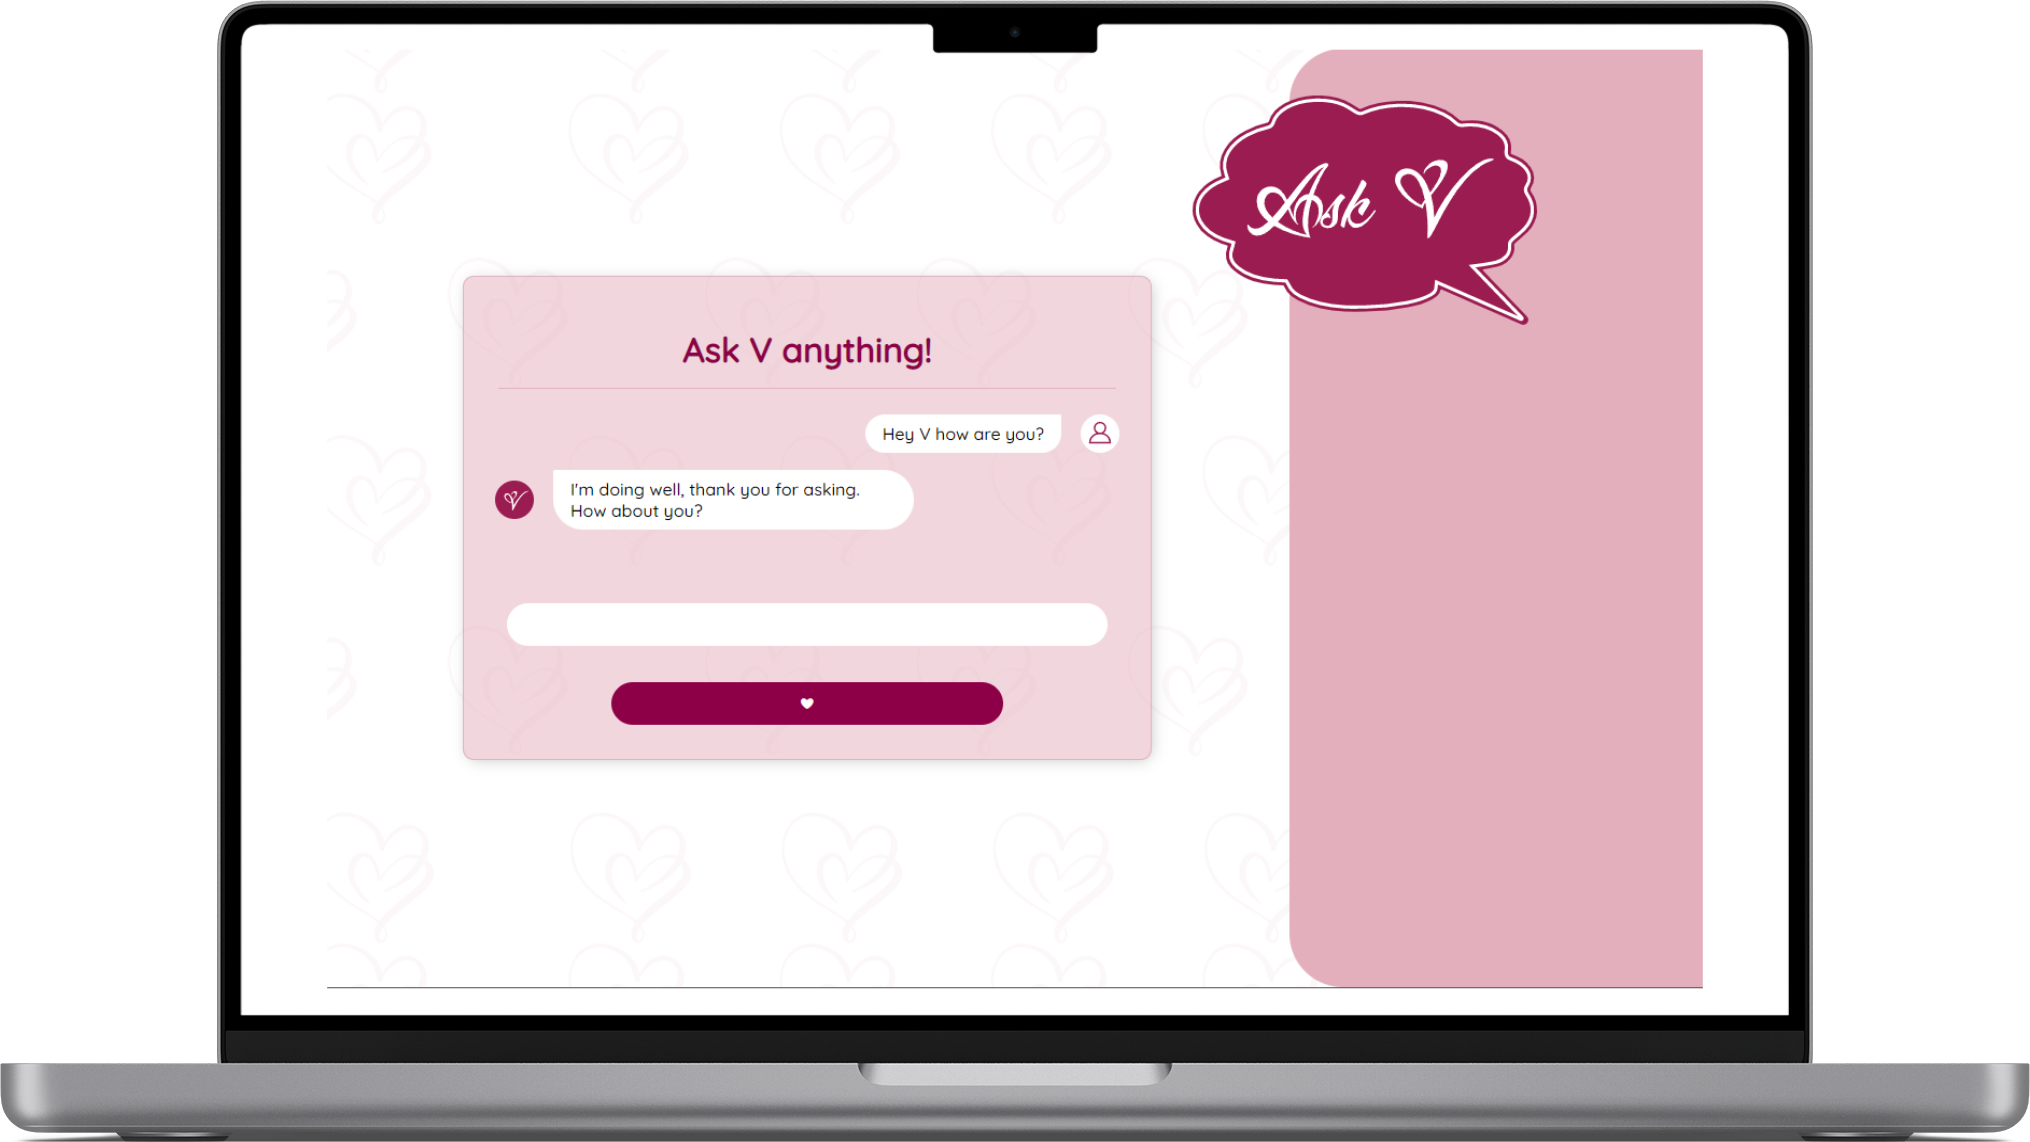 Ask V
Ask V anything!
Hey V how are you?
I'm doing well, thank you for asking.
How about you?